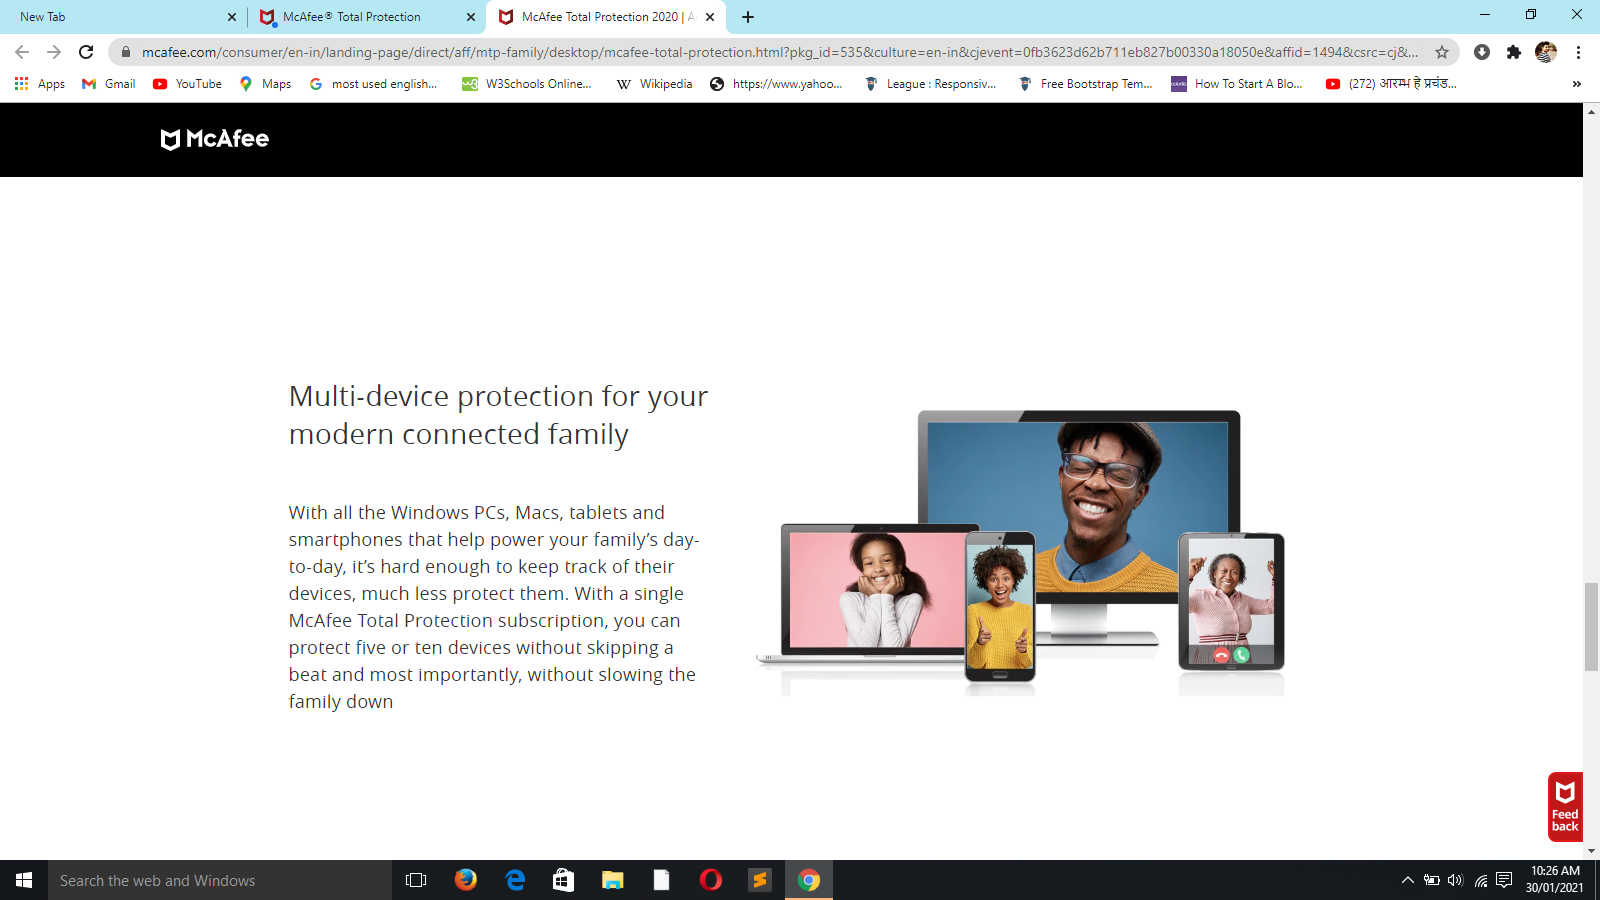 New Tab
McAfee® Total Protection
McAfee Total Protection 2020 |
mcafee.com/consumer/en-in/landing-page/direct/aff/mtp-family/desktop/mcafee-total-protection.html?pkg_id=535&culture=en-in&cjevent=0fb3623d62b711eb827b00330a18050e&affid=1494&csrc=cj&...
Apps
Gmail
YouTube
Maps
most used english...
W3Schools Online...
Wikipedia
https://www.yahoo...
League : Responsiv...
Free Bootstrap Tem...
How To Start A Blo...
(272) आरम्भ है प्रचंड...
McAfee
Multi-device protection for your
modern connected family
With all the Windows PCs, Macs, tablets and
smartphones that help power your family’s day-
to-day, it’s hard enough to keep track of their
devices, much less protect them. With a single
McAfee Total Protection subscription, you can
protect five or ten devices without skipping a
beat and most importantly, without slowing the
family down
Feed
back
Search the web and Windows
10:26 AM
30/01/2021